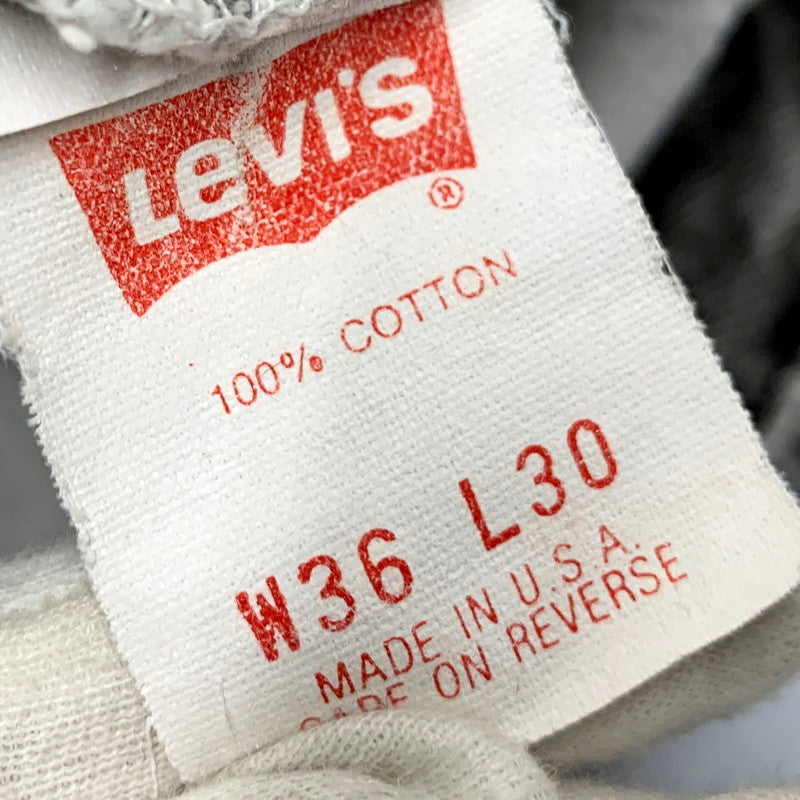 Levi's
®
100% COTTON
W36 L30
MADE IN U.S.A.
CARE ON REVERSE